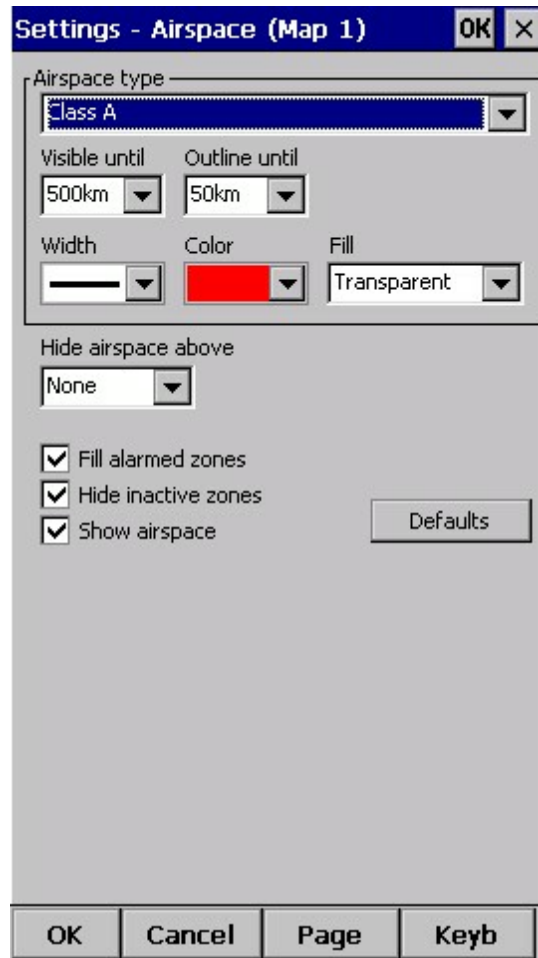 Settings - Airspace (Map 1) OK ×
Airspace type
Class A
Visible until Outline until
500km 50km
Width Color Fill
Transparent
Hide airspace above
None
Fill alarmed zones
Hide inactive zones
Show airspace
Defaults
OK Cancel Page Keyb